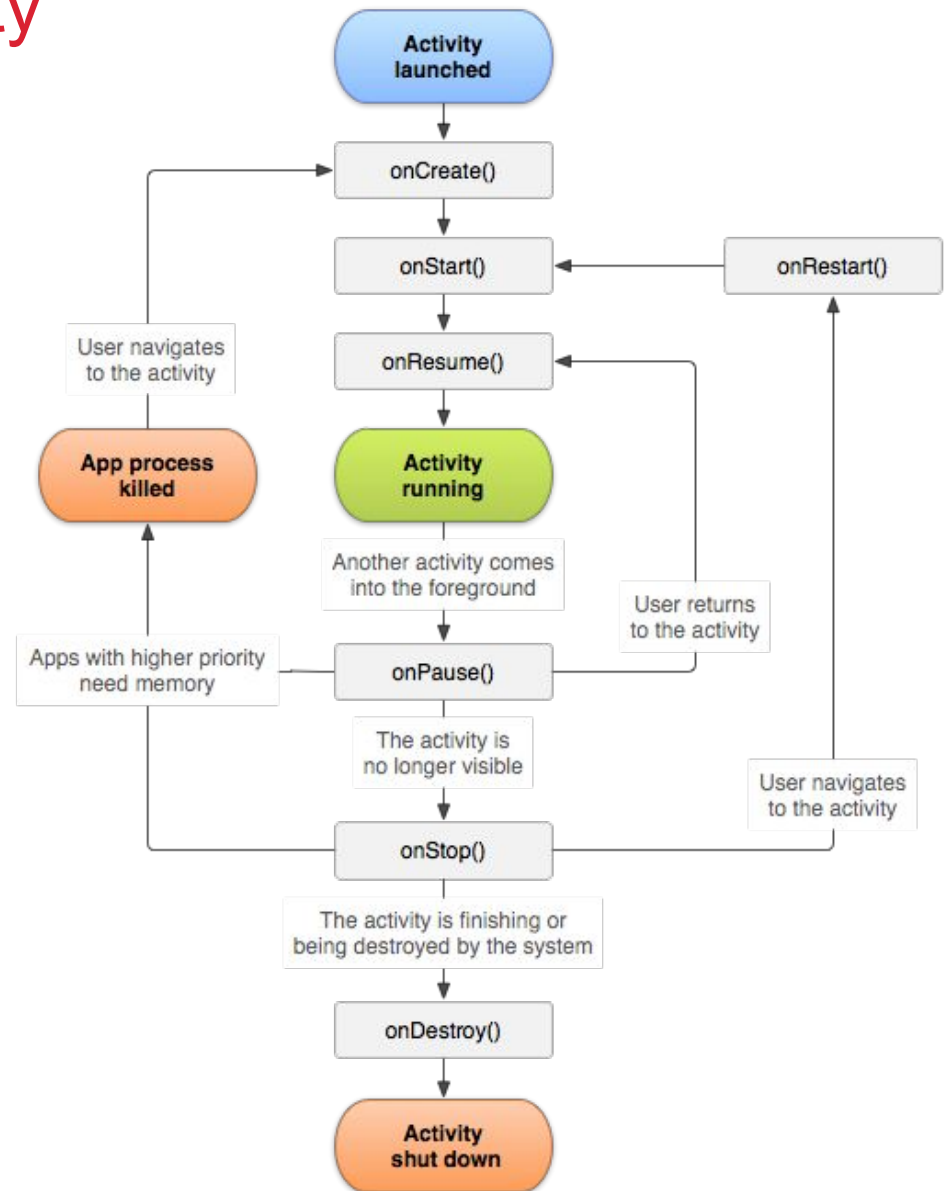 Activity
launched
onCreate()
onStart()
onRestart()
onResume()
User navigates
to the activity
App process
killed
Activity
running
Another activity comes
into the foreground
User returns
to the activity
Apps with higher priority
need memory
onPause()
The activity is
no longer visible
User navigates
to the activity
onStop()
The activity is finishing or
being destroyed by the system
onDestroy()
Activity
shut down